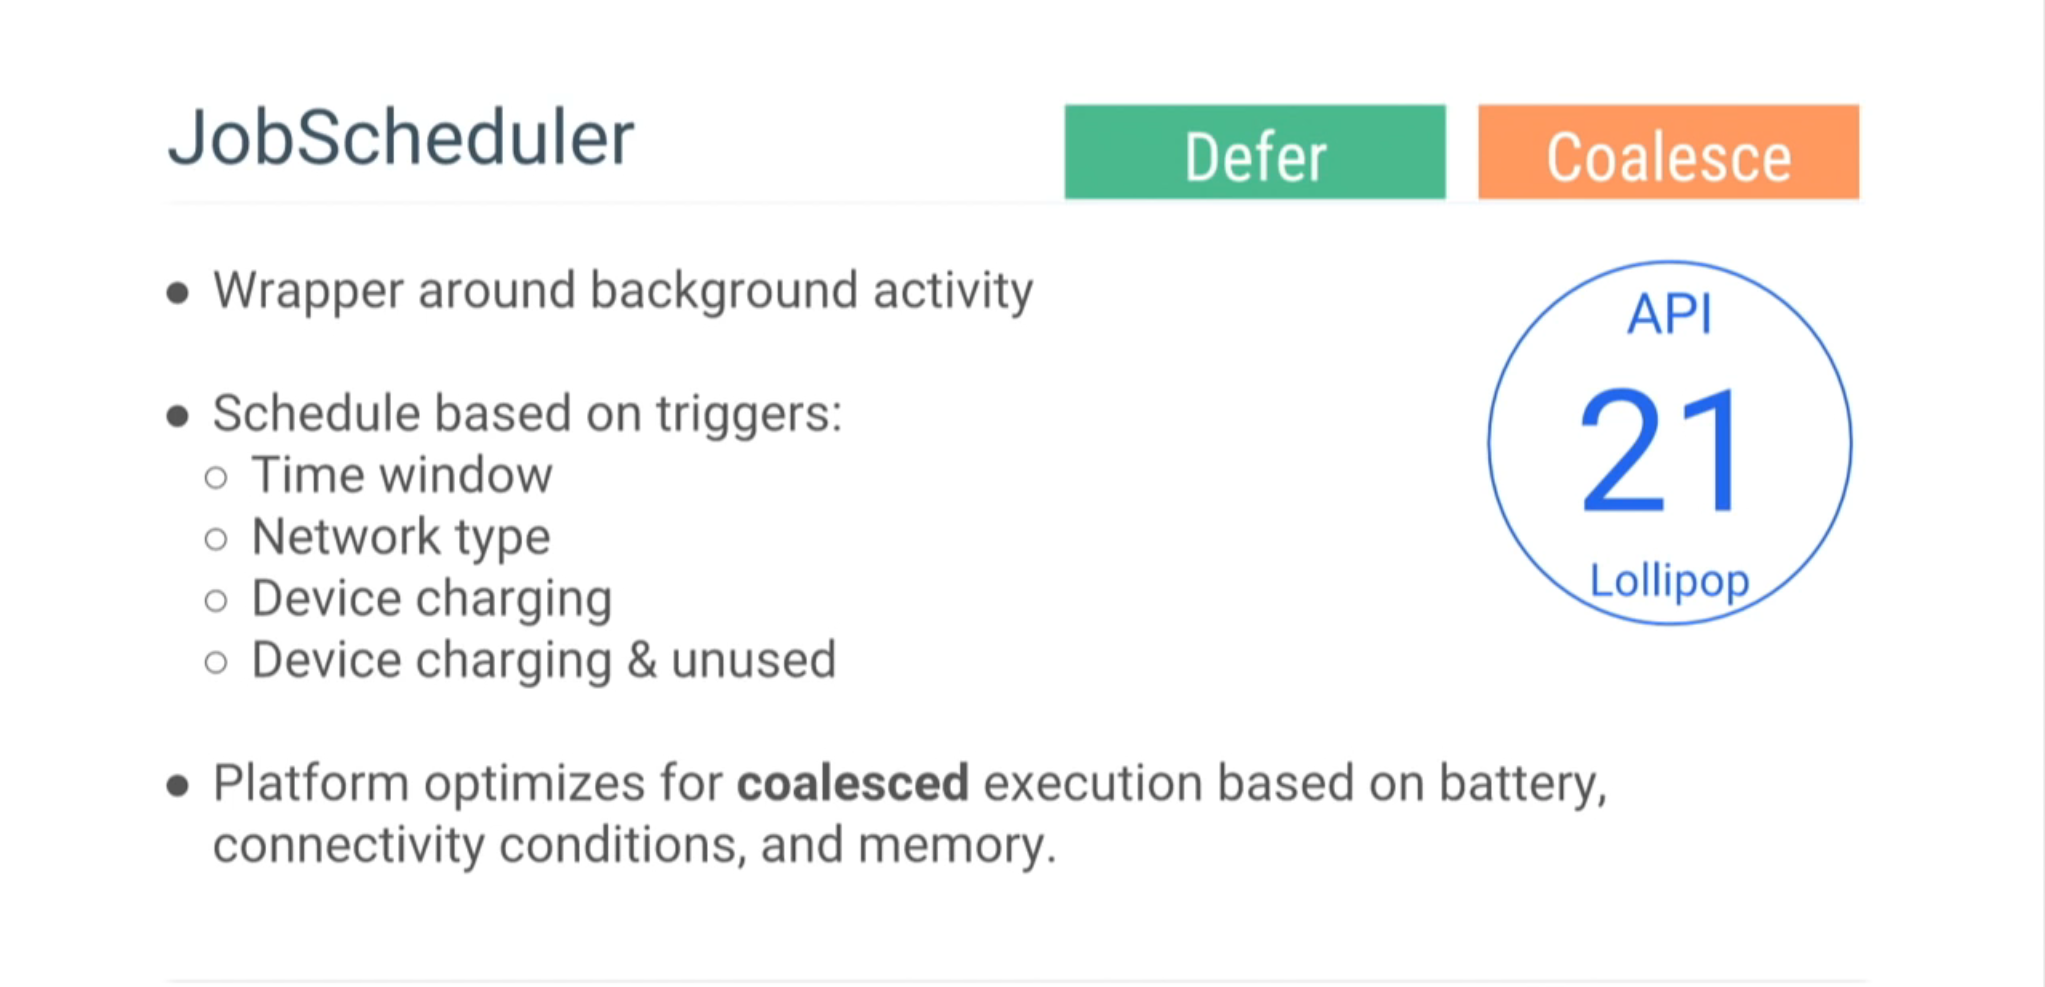 JobScheduler
Defer
Coalesce
● Wrapper around background activity
● Schedule based on triggers:
○ Time window
○ Network type
○ Device charging
○ Device charging & unused
● Platform optimizes for coalesced execution based on battery,
connectivity conditions, and memory.
API
21
Lollipop